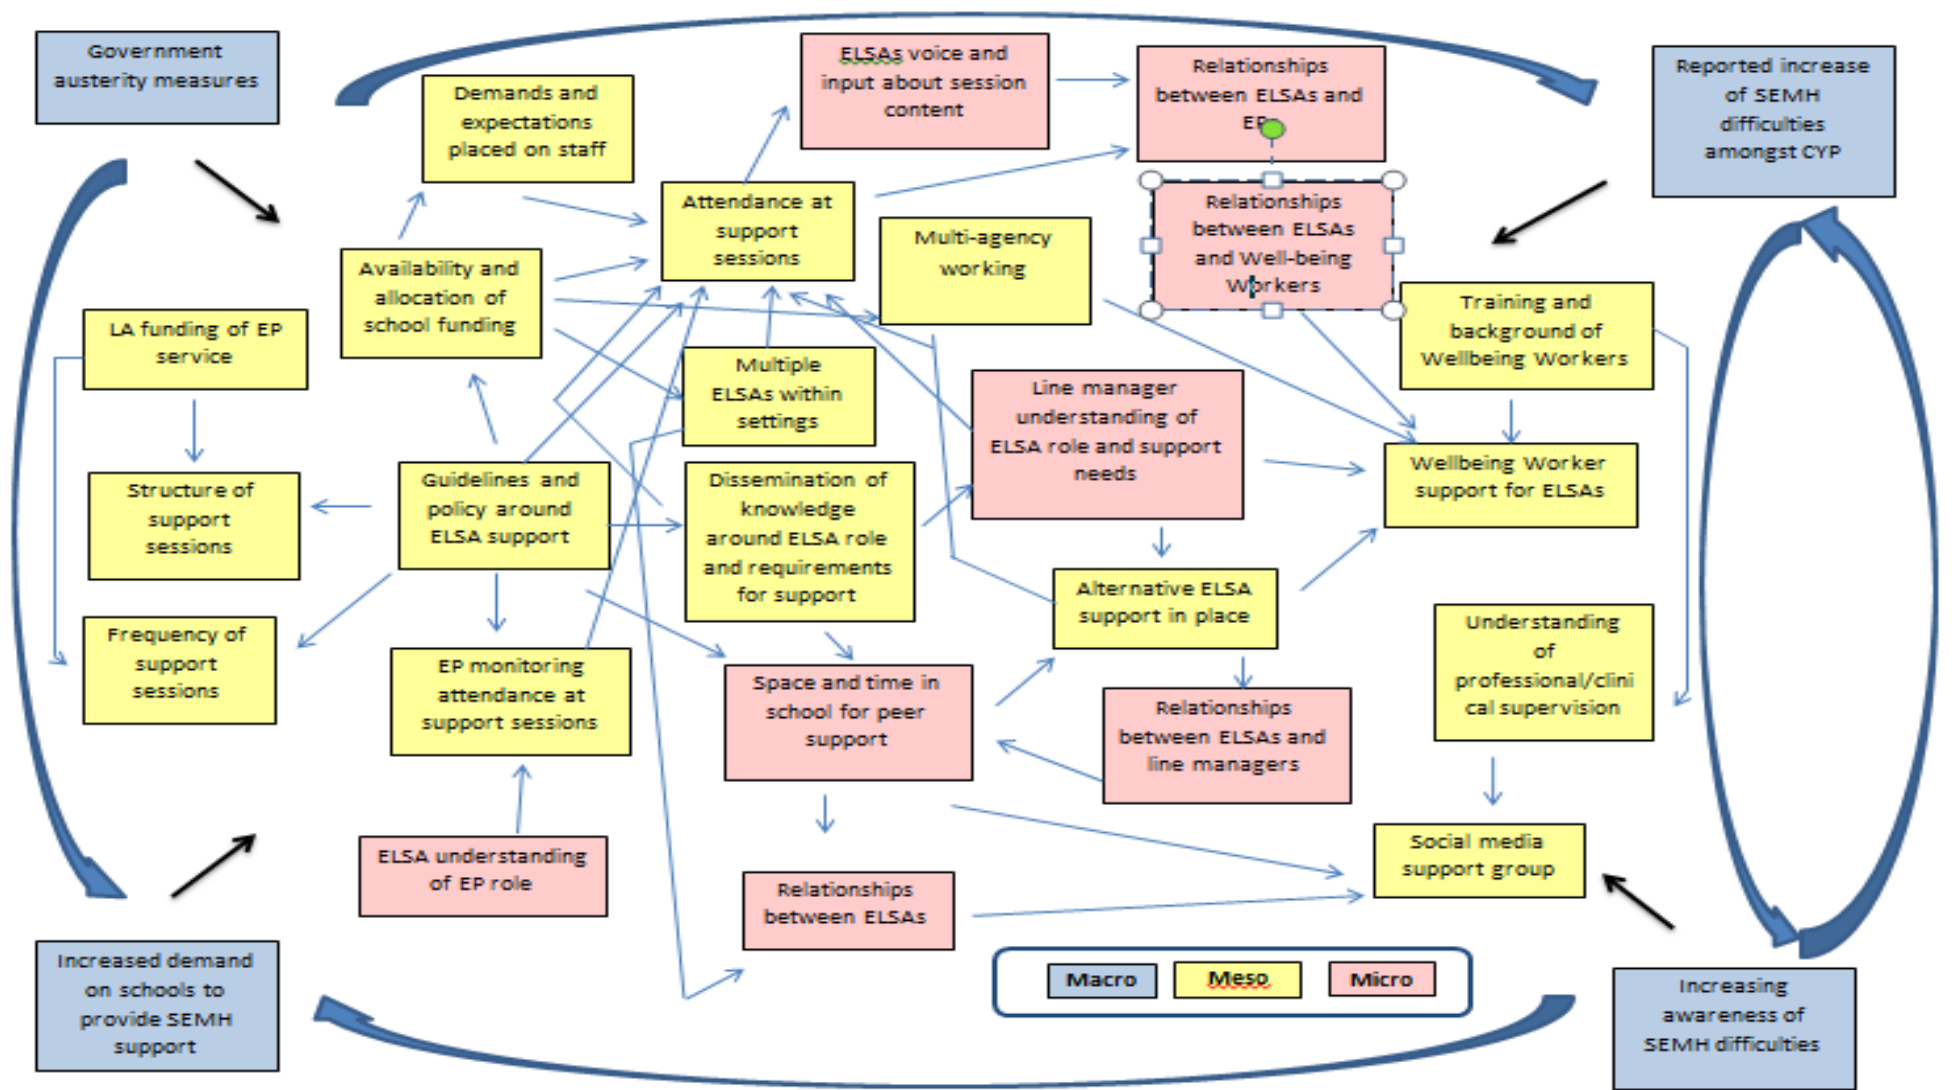 Government
austerity measures
Demands and
expectations
placed on staff
ELSAs voice and
input about session
content
Relationships
between ELSAs and
EPs
Reported increase
of SEMH
difficulties
amongst CYP
Attendance at
support
sessions
Multi-agency
working
Relationships
between ELSAs
and Well-being
Workers
Availability and
allocation of
school funding
Training and
background of
Wellbeing Workers
LA funding of EP
service
Multiple
ELSAs within
settings
Line manager
understanding of
ELSA role and support
needs
Wellbeing Worker
support for ELSAs
Structure of
support
sessions
Guidelines and
policy around
ELSA support
Dissemination of
knowledge
around ELSA role
and requirements
for support
Alternative ELSA
support in place
Understanding
of
professional/clini
cal supervision
Frequency of
support
sessions
EP monitoring
attendance at
support sessions
Space and time in
school for peer
support
Relationships
between ELSAs and
line managers
ELSA understanding
of EP role
Relationships
between ELSAs
Social media
support group
Increased demand
on schools to
provide SEMH
support
Macro
Meso
Micro
Increasing
awareness of
SEMH difficulties